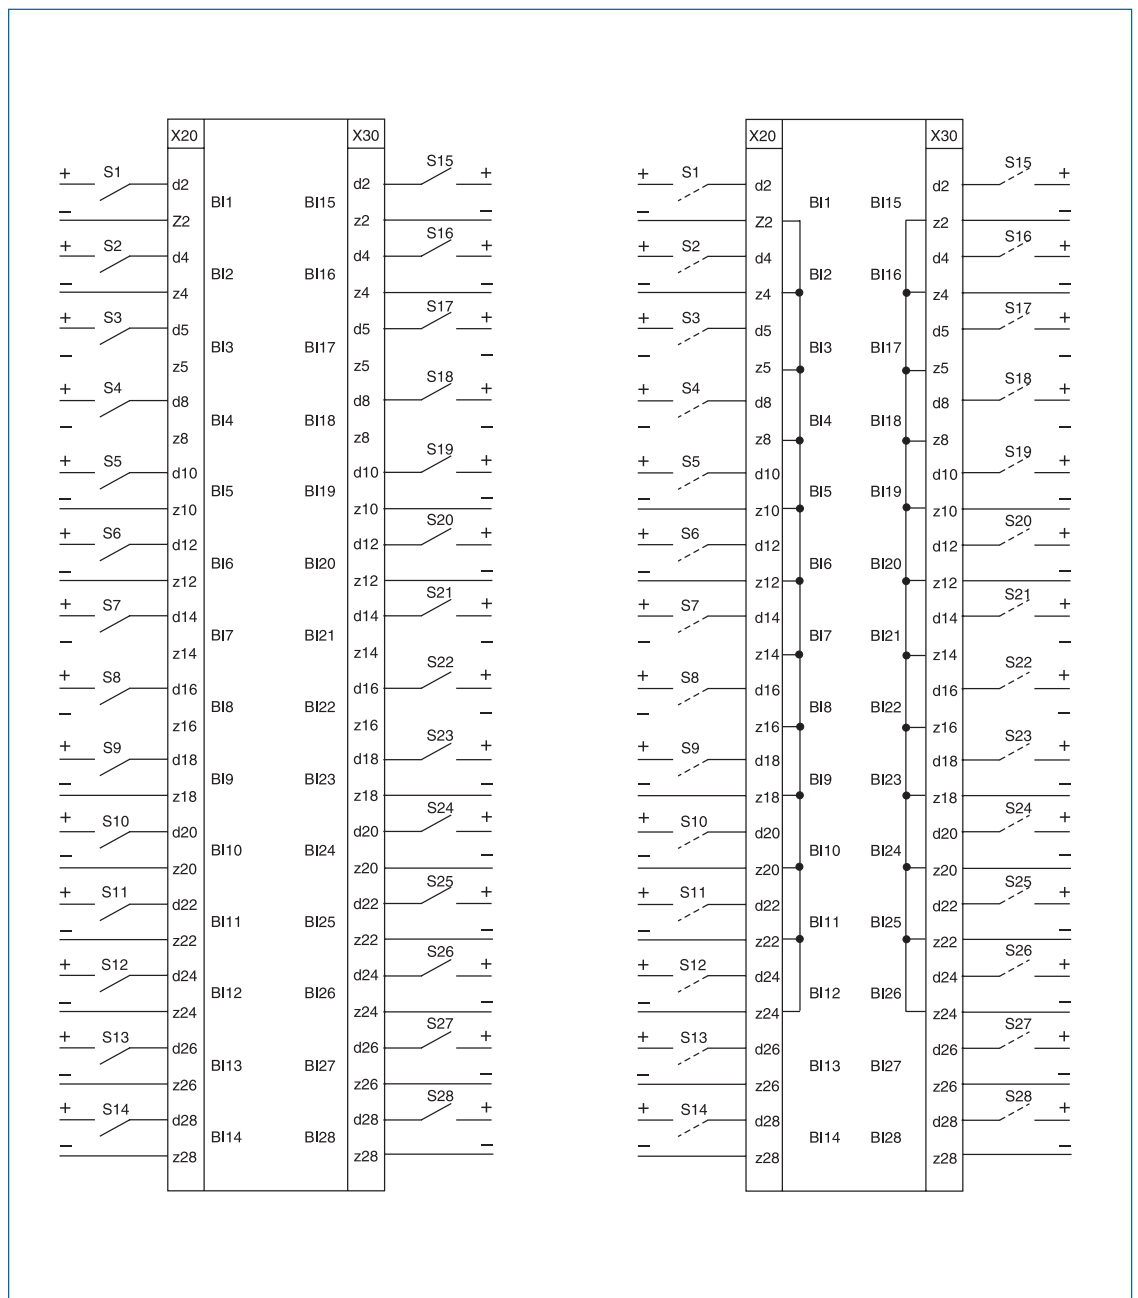 X20 X30 X20 X30
+ S1 d2 BI1 BI15 d2 S15 + + S1 d2 BI1 BI15 d2 S15 +
− Z2 z2 − − Z2 z2 −
+ S2 d4 BI2 BI16 d4 S16 + + S2 d4 BI2 BI16 d4 S16 +
− z4 z4 − − z4 z4 −
+ S3 d5 BI3 BI17 d5 S17 + + S3 d5 BI3 BI17 d5 S17 +
− z5 z5 − − z5 z5 −
+ S4 d8 BI4 BI18 d8 S18 + + S4 d8 BI4 BI18 d8 S18 +
− z8 z8 − − z8 z8 −
+ S5 d10 BI5 BI19 d10 S19 + + S5 d10 BI5 BI19 d10 S19 +
− z10 z10 − − z10 z10 −
+ S6 d12 BI6 BI20 d12 S20 + + S6 d12 BI6 BI20 d12 S20 +
− z12 z12 − − z12 z12 −
+ S7 d14 BI7 BI21 d14 S21 + + S7 d14 BI7 BI21 d14 S21 +
− z14 z14 − − z14 z14 −
+ S8 d16 BI8 BI22 d16 S22 + + S8 d16 BI8 BI22 d16 S22 +
− z16 z16 − − z16 z16 −
+ S9 d18 BI9 BI23 d18 S23 + + S9 d18 BI9 BI23 d18 S23 +
− z18 z18 − − z18 z18 −
+ S10 d20 BI10 BI24 d20 S24 + + S10 d20 BI10 BI24 d20 S24 +
− z20 z20 − − z20 z20 −
+ S11 d22 BI11 BI25 d22 S25 + + S11 d22 BI11 BI25 d22 S25 +
− z22 z22 − − z22 z22 −
+ S12 d24 BI12 BI26 d24 S26 + + S12 d24 BI12 BI26 d24 S26 +
− z24 z24 − − z24 z24 −
+ S13 d26 BI13 BI27 d26 S27 + + S13 d26 BI13 BI27 d26 S27 +
− z26 z26 − − z26 z26 −
+ S14 d28 BI14 BI28 d28 S28 + + S14 d28 BI14 BI28 d28 S28 +
− z28 z28 − − z28 z28 −